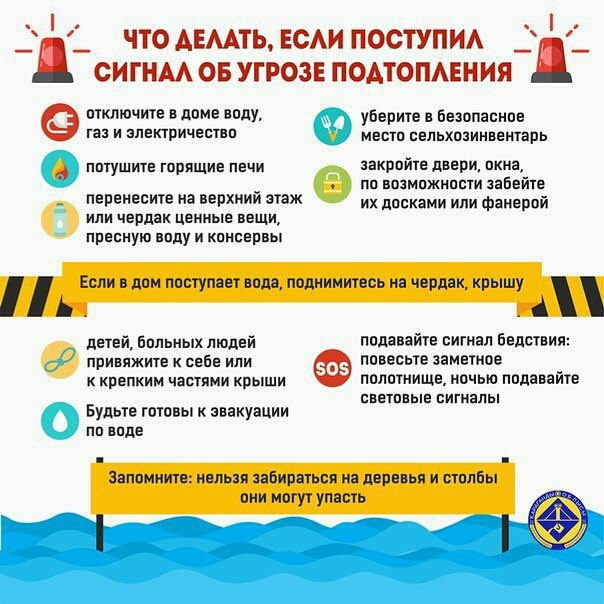 ЧТО ДЕЛАТЬ, ЕСЛИ ПОСТУПИЛ
СИГНАЛ ОБ УГРОЗЕ ПОДТОПЛЕНИЯ
отключите в доме воду,
газ и электричество
потушите горящие печи
перенесите на верхний этаж
или чердак ценные вещи,
пресную воду и консервы
уберите в безопасное
место сельхозинвентарь
закройте двери, окна,
по возможности забейте
их досками или фанерой
Если в дом поступает вода, поднимитесь на чердак, крышу
детей, больных людей
привяжите к себе или
к крепким частями крыши
Будьте готовы к эвакуации
по воде
SOS
подавайте сигнал бедствия:
повесьте заметное
полотнище, ночью подавайте
световые сигналы
Запомните: нельзя забираться на деревья и столбы
они могут упасть